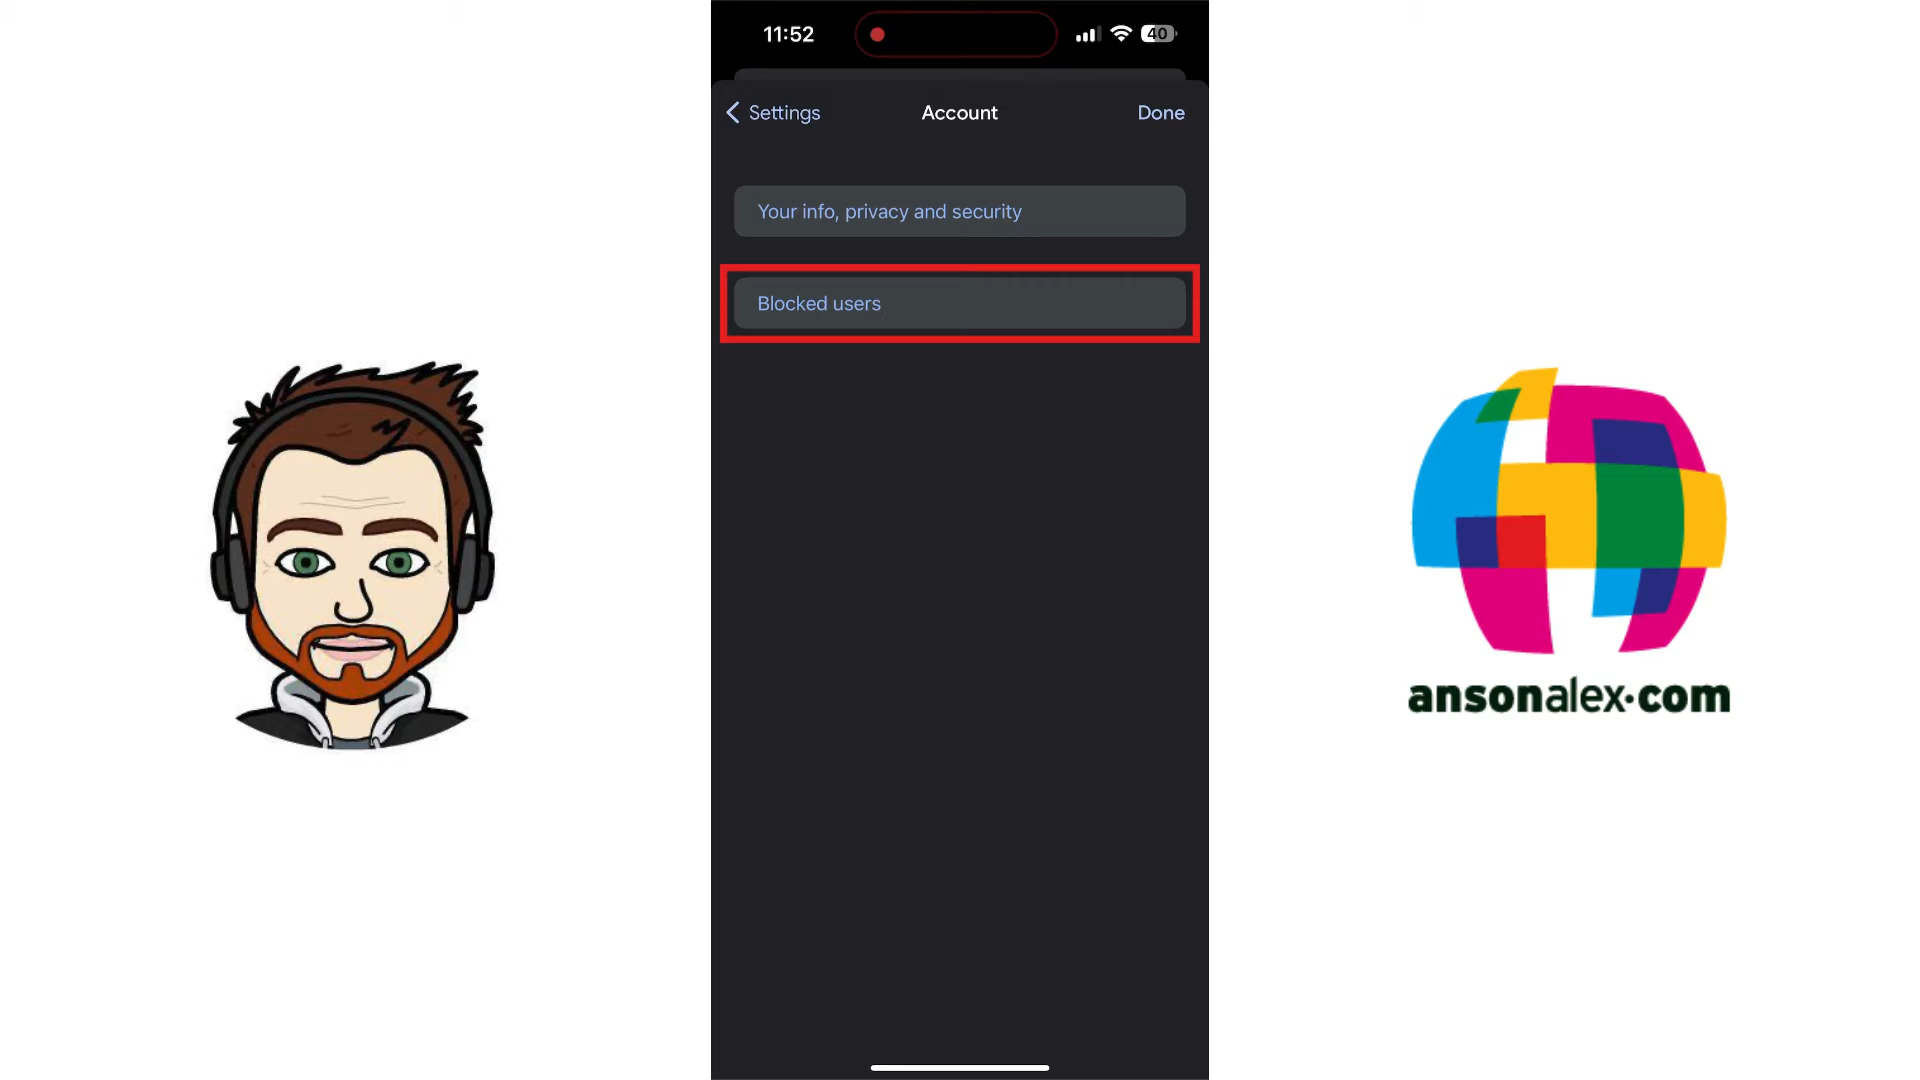 11:52
40
Settings
Account
Done
Your info, privacy and security
Blocked users
ansonalex.com